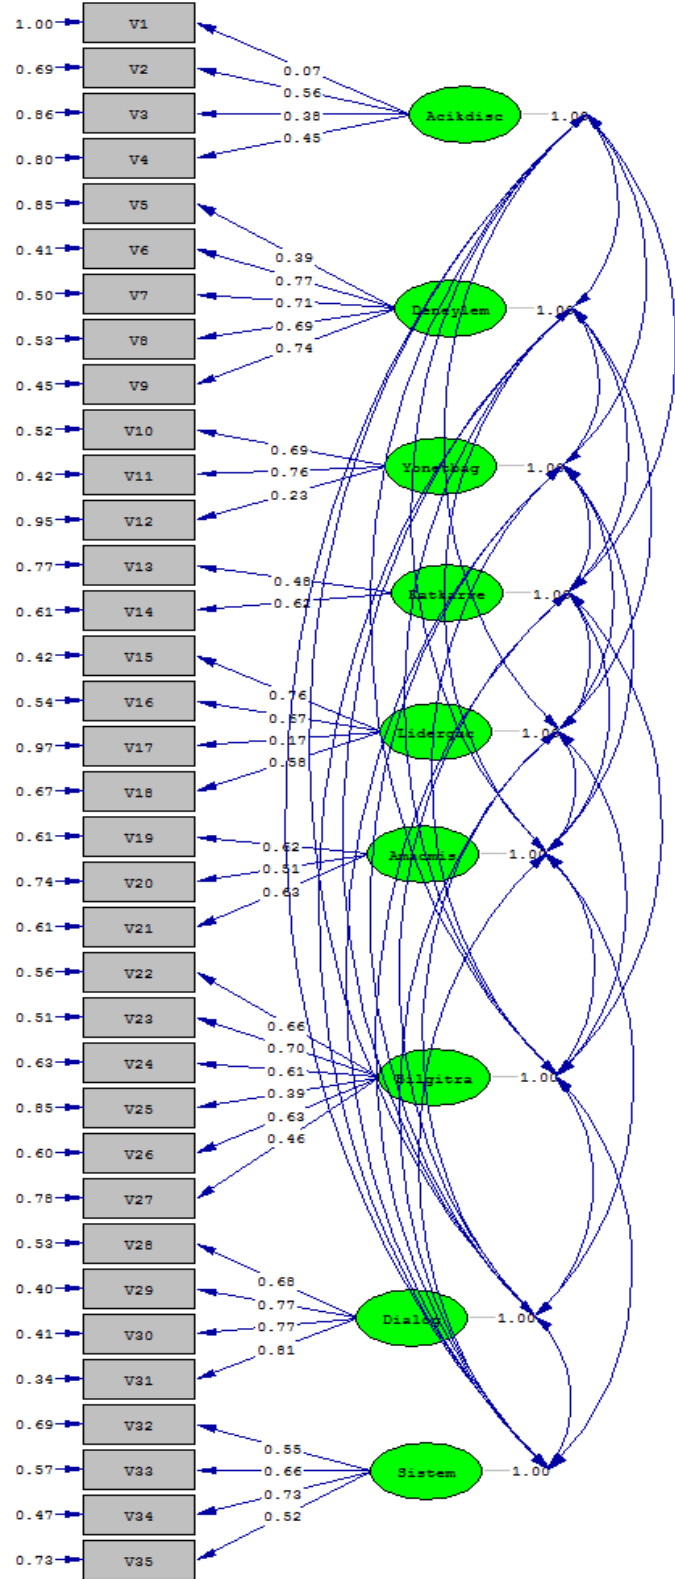 1.00 V1
0.07
0.69 V2
0.56
0.86 V3
0.38
Acikdisc 1.00
0.80 V4
0.45
0.85 V5
0.39
0.41 V6
0.77
0.50 V7
0.71
Deneylem 1.00
0.53 V8
0.69
0.45 V9
0.74
0.52 V10
0.69
0.42 V11
0.76
Yonetbag 1.00
0.95 V12
0.23
0.77 V13
0.48
1.00
0.61 V14
0.62
0.42 V15
0.76
0.54 V16
0.57
0.97 V17
0.17
Liderguc 1.00
0.67 V18
0.58
0.61 V19
0.62
Amacmis 1.00
0.74 V20
0.51
0.61 V21
0.63
0.56 V22
0.66
0.51 V23
0.70
0.63 V24
0.61
Bilgitra 1.00
0.85 V25
0.39
0.60 V26
0.63
0.78 V27
0.46
0.53 V28
0.68
0.40 V29
0.77
Dialog 1.00
0.41 V30
0.77
0.34 V31
0.81
0.69 V32
0.55
0.57 V33
0.66
Sistem 1.00
0.47 V34
0.73
0.73 V35
0.52